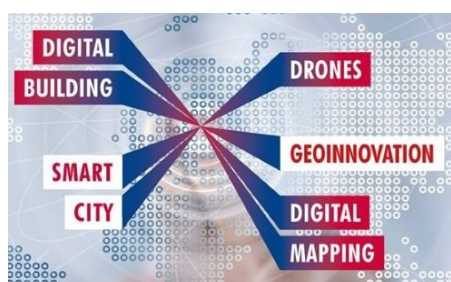 DIGITAL
BUILDING
SMART
CITY
DRONES
GEOINNOVATION
DIGITAL
MAPPING